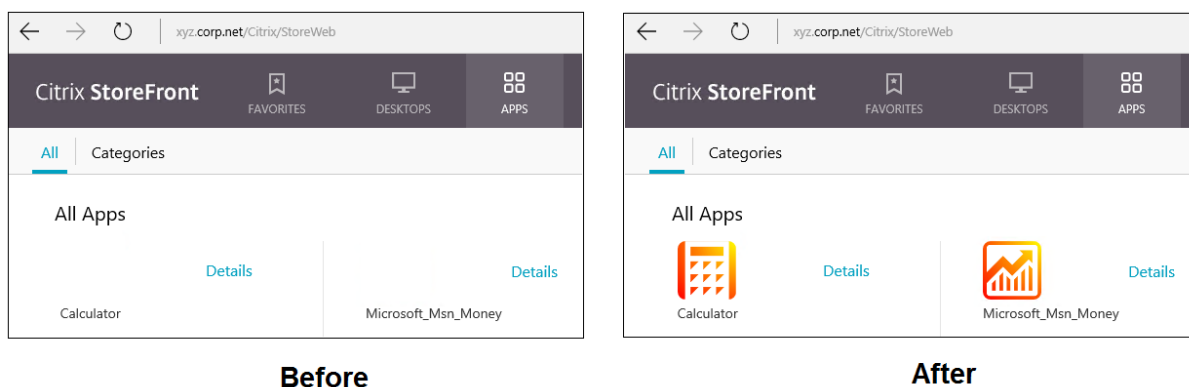 xyz.corp.net/Citrix/StoreWeb
Citrix StoreFront
FAVORITES
DESKTOPS
APPS
All
Categories
All Apps
Details
Details
Calculator
Microsoft_Msn_Money
Before
xyz.corp.net/Citrix/StoreWeb
Citrix StoreFront
FAVORITES
DESKTOPS
APPS
All
Categories
All Apps
Details
Details
Calculator
Microsoft_Msn_Money
After